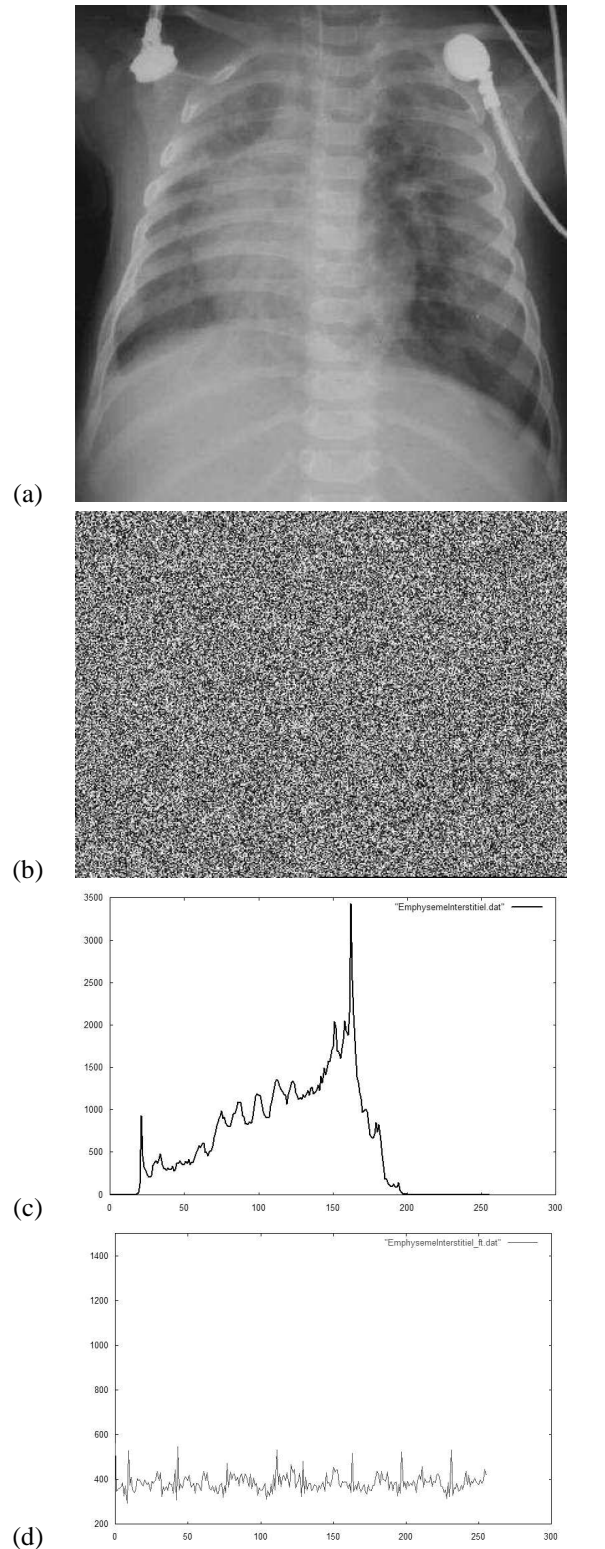 (a)
(b)
3500
3000
2500
2000
1500
1000
500
0
"EmphysemeInterstitiel.dat"
0 50 100 150 200 250 300
(c)
1400
1200
1000
800
600
400
200
"EmphysemeInterstitiel_ft.dat"
0 50 100 150 200 250 300
(d)